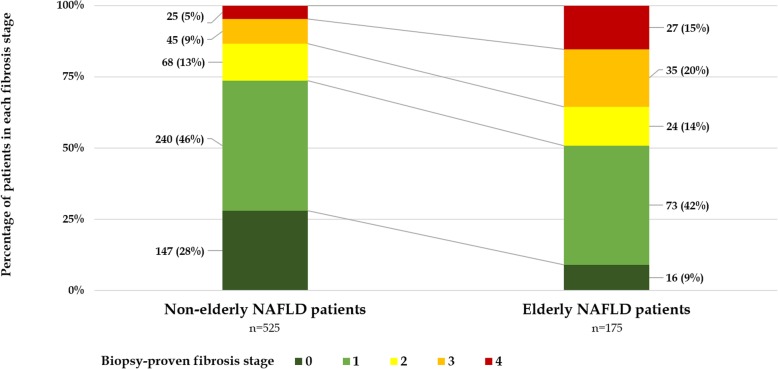 Percentage of patients in each fibrosis stage
100%
75%
50%
25%
0%
25 (5%)
45 (9%)
68 (13%)
240 (46%)
147 (28%)
27 (15%)
35 (20%)
24 (14%)
73 (42%)
16 (9%)
Non-elderly NAFLD patients
n=525
Elderly NAFLD patients
n=175
Biopsy-proven fibrosis stage 0 1 2 3 4